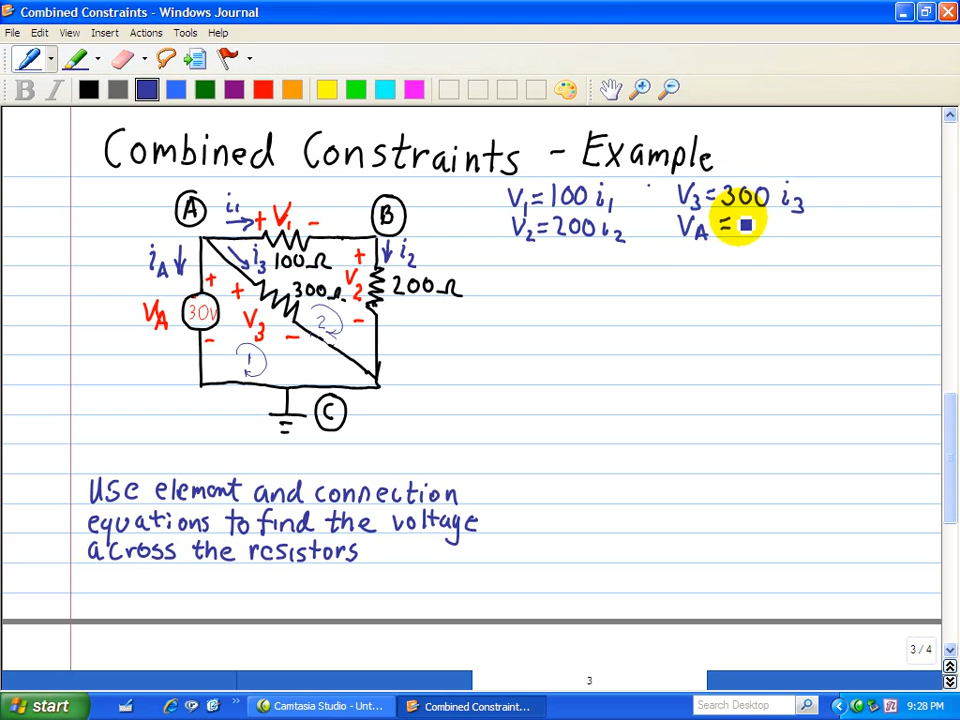 Combined Constraints - Windows Journal
File Edit View Insert Actions Tools Help
B I
Combined Constraints - Example
V1=100 i1 V3=300 i3
V2=200 i2 VA =
A i1 + V1 - B
iA i3 100Ω + i2
+ + 300Ω V2 200Ω
VA 30V V3 2 -
- 1 -
C
Use element and connection
equations to find the voltage
across the resistors
3 / 4
3
start Camtasia Studio - Unt... Combined Constraint... Search Desktop 9:28 PM